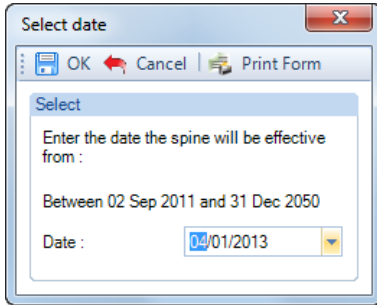 Select date
OK Cancel Print Form
Select
Enter the date the spine will be effective
from :
Between 02 Sep 2011 and 31 Dec 2050
Date : 04/01/2013